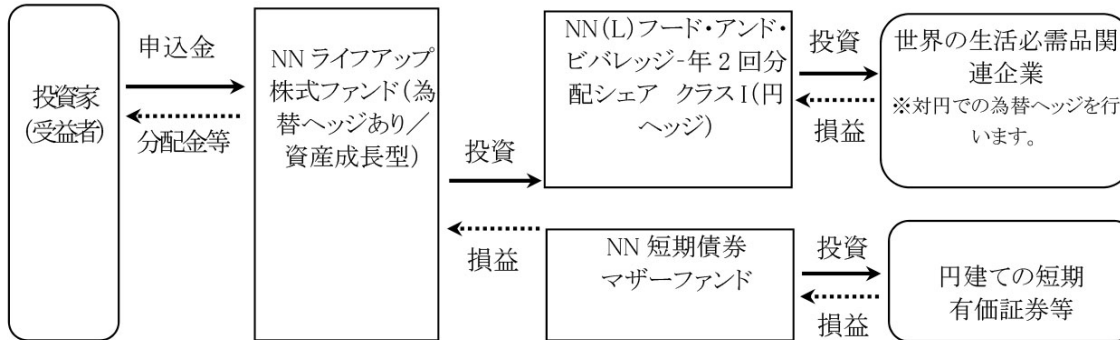 投資家
(受益者)
申込金
分配金等
NN ライフアップ
株式ファンド(為
替ヘッジあり／
資産成長型)
投資
損益
NN(L)フード・アンド・
ビバレッジ-年2回分
配シェア クラスI(円
ヘッジ)
投資
損益
世界の生活必需品関
連企業
※対円での為替ヘッジを行
います。
NN 短期債券
マザーファンド
投資
損益
円建ての短期
有価証券等